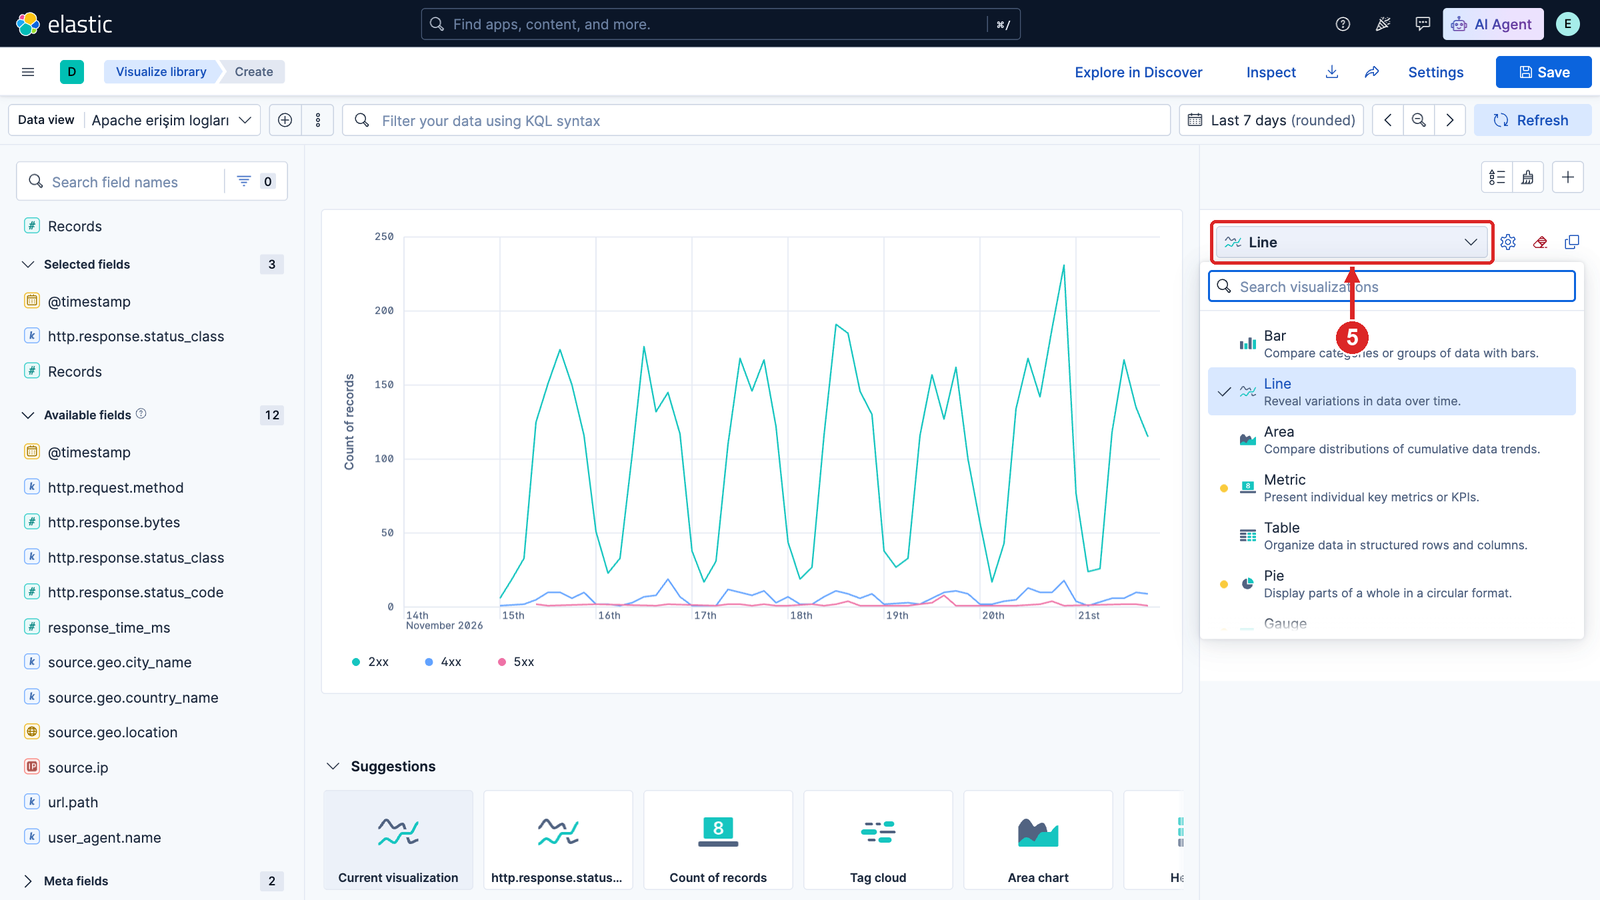 elastic
Find apps, content, and more.
⌘/
AI Agent
E
D
Visualize library
Create
Explore in Discover
Inspect
Settings
Save
Data view
Apache erişim logları
Filter your data using KQL syntax
Last 7 days (rounded)
Refresh
Search field names
0
Records
Selected fields
3
@timestamp
http.response.status_class
Records
Available fields
12
@timestamp
http.request.method
http.response.bytes
http.response.status_class
http.response.status_code
response_time_ms
source.geo.city_name
source.geo.country_name
source.geo.location
source.ip
url.path
user_agent.name
Meta fields
2
Count of records
250
200
150
100
50
0
14th
November 2026
15th
16th
17th
18th
19th
20th
21st
2xx
4xx
5xx
Suggestions
Current visualization
http.response.status...
8
Count of records
Tag cloud
Area chart
Line
Search visualizations
5
Bar
Compare categories or groups of data with bars.
Line
Reveal variations in data over time.
Area
Compare distributions of cumulative data trends.
Metric
Present individual key metrics or KPIs.
Table
Organize data in structured rows and columns.
Pie
Display parts of a whole in a circular format.
Gauge